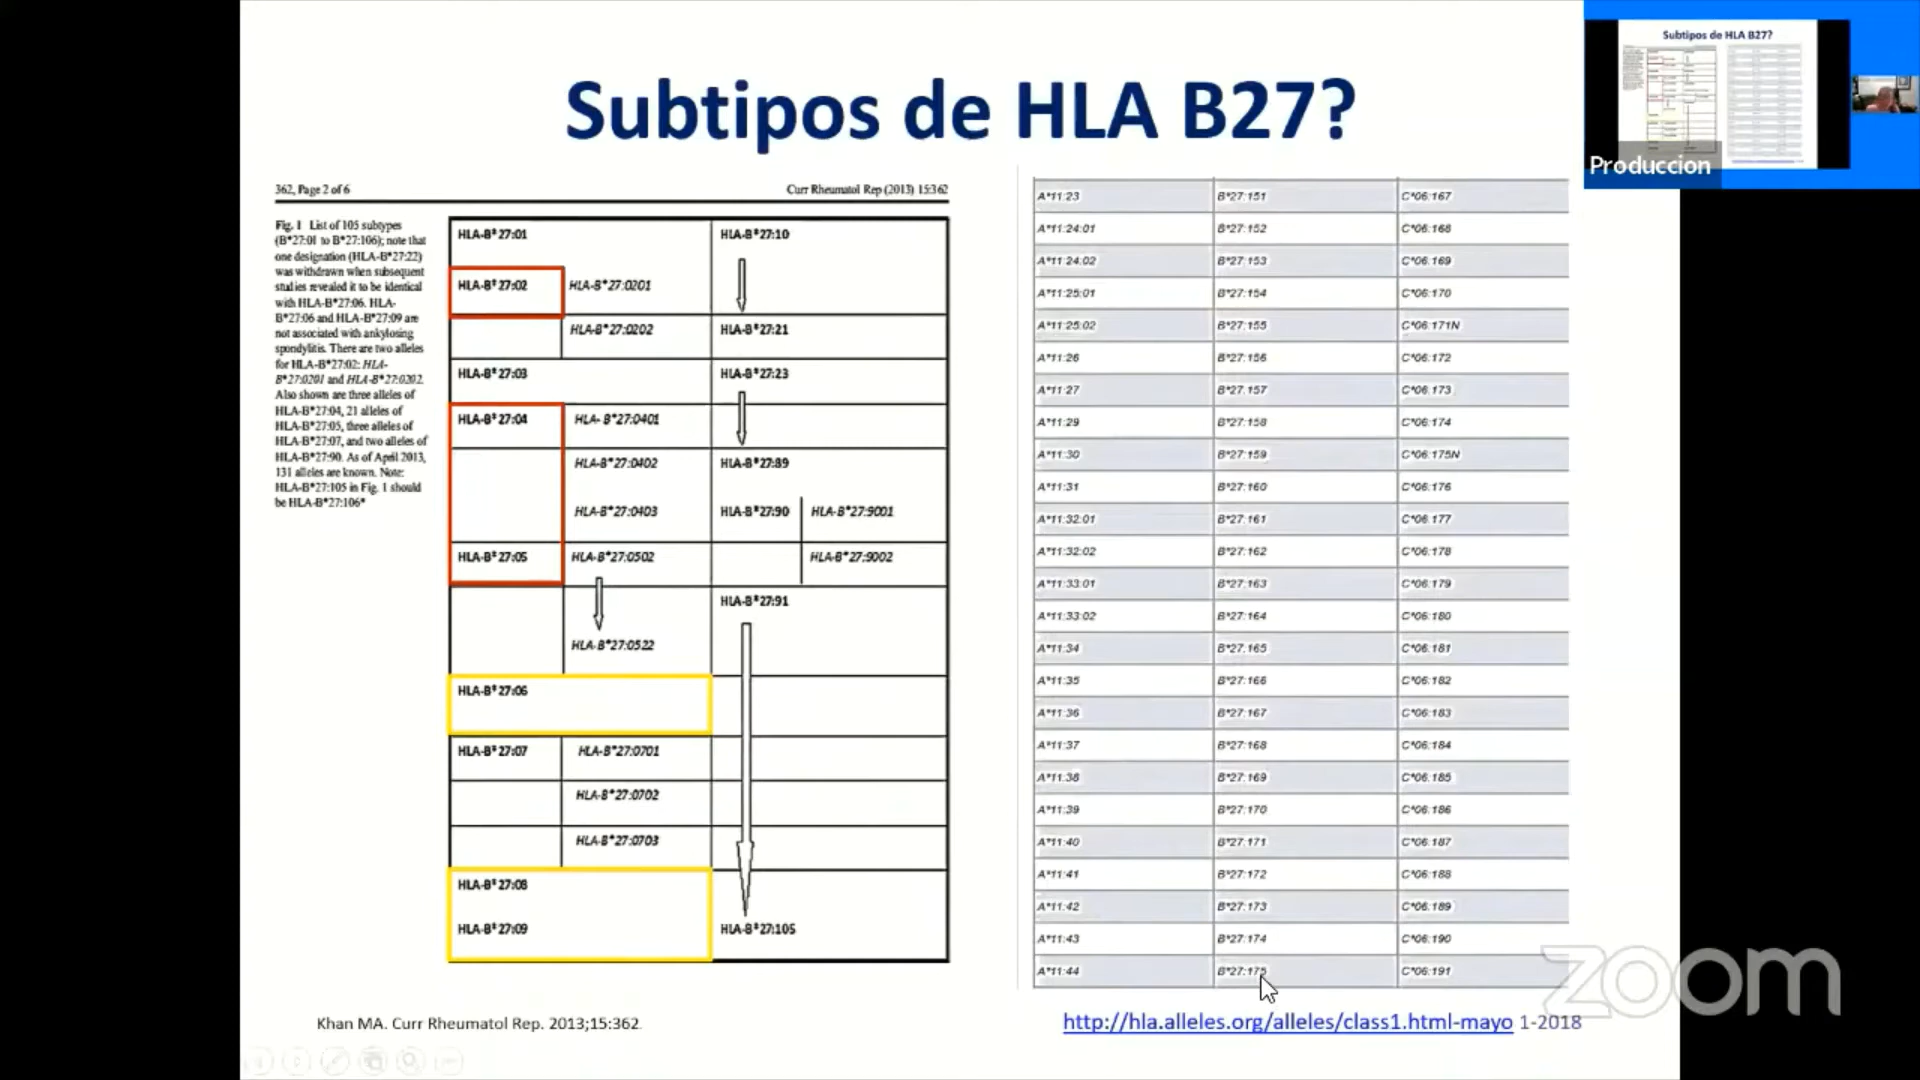 Subtipos de HLA B27?
Subtipos de HLA B27?
Produccion
362, Page 2 of 6
Curr Rheumatol Rep (2013) 15:362
Fig. 1 List of 105 subtypes
(B*27:01 to B*27:106); note that
one designation (HLA-B*27:22)
was withdrawn when subsequent
studies revealed it to be identical
with HLA-B*27:06. HLA-
B*27:06 and HLA-B*27:09 are
not associated with ankylosing
spondylitis. There are two alleles
for HLA-B*27:02: HLA-
B*27:0201 and HLA-B*27:0202.
Also shown are three alleles of
HLA-B*27:04, 21 alleles of
HLA-B*27:05, three alleles of
HLA-B*27:07, and two alleles of
HLA-B*27:90. As of April 2013,
131 alleles are known. Note:
HLA-B*27:105 in Fig. 1 should
be HLA-B*27:106*
HLA-B*27:01 HLA-B*27:10
HLA-B*27:02 HLA-B*27:0201
HLA-B*27:0202 HLA-B*27:21
HLA-B*27:03 HLA-B*27:23
HLA-B*27:04 HLA- B*27:0401
HLA-B*27:0402 HLA-B*27:89
HLA-B*27:0403 HLA-B*27:90 HLA-B*27:9001
HLA-B*27:05 HLA-B*27:0502 HLA-B*27:9002
HLA-B*27:91
HLA-B*27:0522
HLA-B*27:06
HLA-B*27:07 HLA-B*27:0701
HLA-B*27:0702
HLA-B*27:0703
HLA-B*27:08
HLA-B*27:09 HLA-B*27:105
A*11:23 B*27:151 C*06:167
A*11:24:01 B*27:152 C*06:168
A*11:24:02 B*27:153 C*06:169
A*11:25:01 B*27:154 C*06:170
A*11:25:02 B*27:155 C*06:171N
A*11:26 B*27:156 C*06:172
A*11:27 B*27:157 C*06:173
A*11:29 B*27:158 C*06:174
A*11:30 B*27:159 C*06:175N
A*11:31 B*27:160 C*06:176
A*11:32:01 B*27:161 C*06:177
A*11:32:02 B*27:162 C*06:178
A*11:33:01 B*27:163 C*06:179
A*11:33:02 B*27:164 C*06:180
A*11:34 B*27:165 C*06:181
A*11:35 B*27:166 C*06:182
A*11:36 B*27:167 C*06:183
A*11:37 B*27:168 C*06:184
A*11:38 B*27:169 C*06:185
A*11:39 B*27:170 C*06:186
A*11:40 B*27:171 C*06:187
A*11:41 B*27:172 C*06:188
A*11:42 B*27:173 C*06:189
A*11:43 B*27:174 C*06:190
A*11:44 B*27:175 C*06:191
Khan MA. Curr Rheumatol Rep. 2013;15:362.
http://hla.alleles.org/alleles/class1.html-mayo 1-2018
zoom